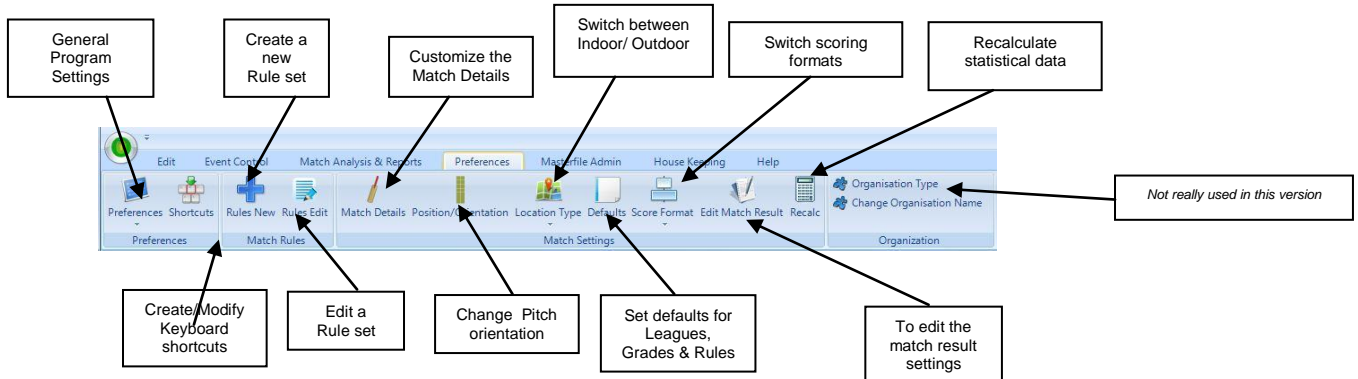 General
Program
Settings
Create a
new
Rule set
Customize the
Match Details
Switch between
Indoor/ Outdoor
Switch scoring
formats
Recalculate
statistical data
Edit Event Control Match Analysis & Reports Preferences Masterfile Admin House Keeping Help
Preferences Shortcuts Rules New Rules Edit Match Details Position/Orientation Location Type Defaults Score Format Edit Match Result Recalc
Organisation Type
Change Organisation Name
Preferences Match Rules Match Settings Organization
Not really used in this version
Create/Modify
Keyboard
shortcuts
Edit a
Rule set
Change Pitch
orientation
Set defaults for
Leagues,
Grades & Rules
To edit the
match result
settings